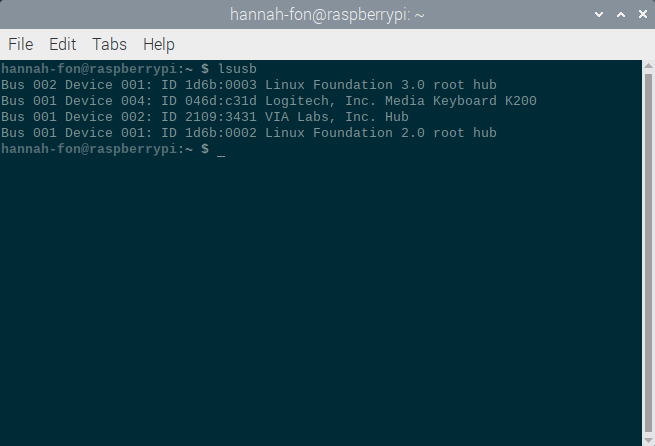 hannah-fon@raspberrypi: ~
File Edit Tabs Help
hannah-fon@raspberrypi:~ $ lsusb
Bus 002 Device 001: ID 1d6b:0003 Linux Foundation 3.0 root hub
Bus 001 Device 004: ID 046d:c31d Logitech, Inc. Media Keyboard K200
Bus 001 Device 002: ID 2109:3431 VIA Labs, Inc. Hub
Bus 001 Device 001: ID 1d6b:0002 Linux Foundation 2.0 root hub
hannah-fon@raspberrypi:~ $ _